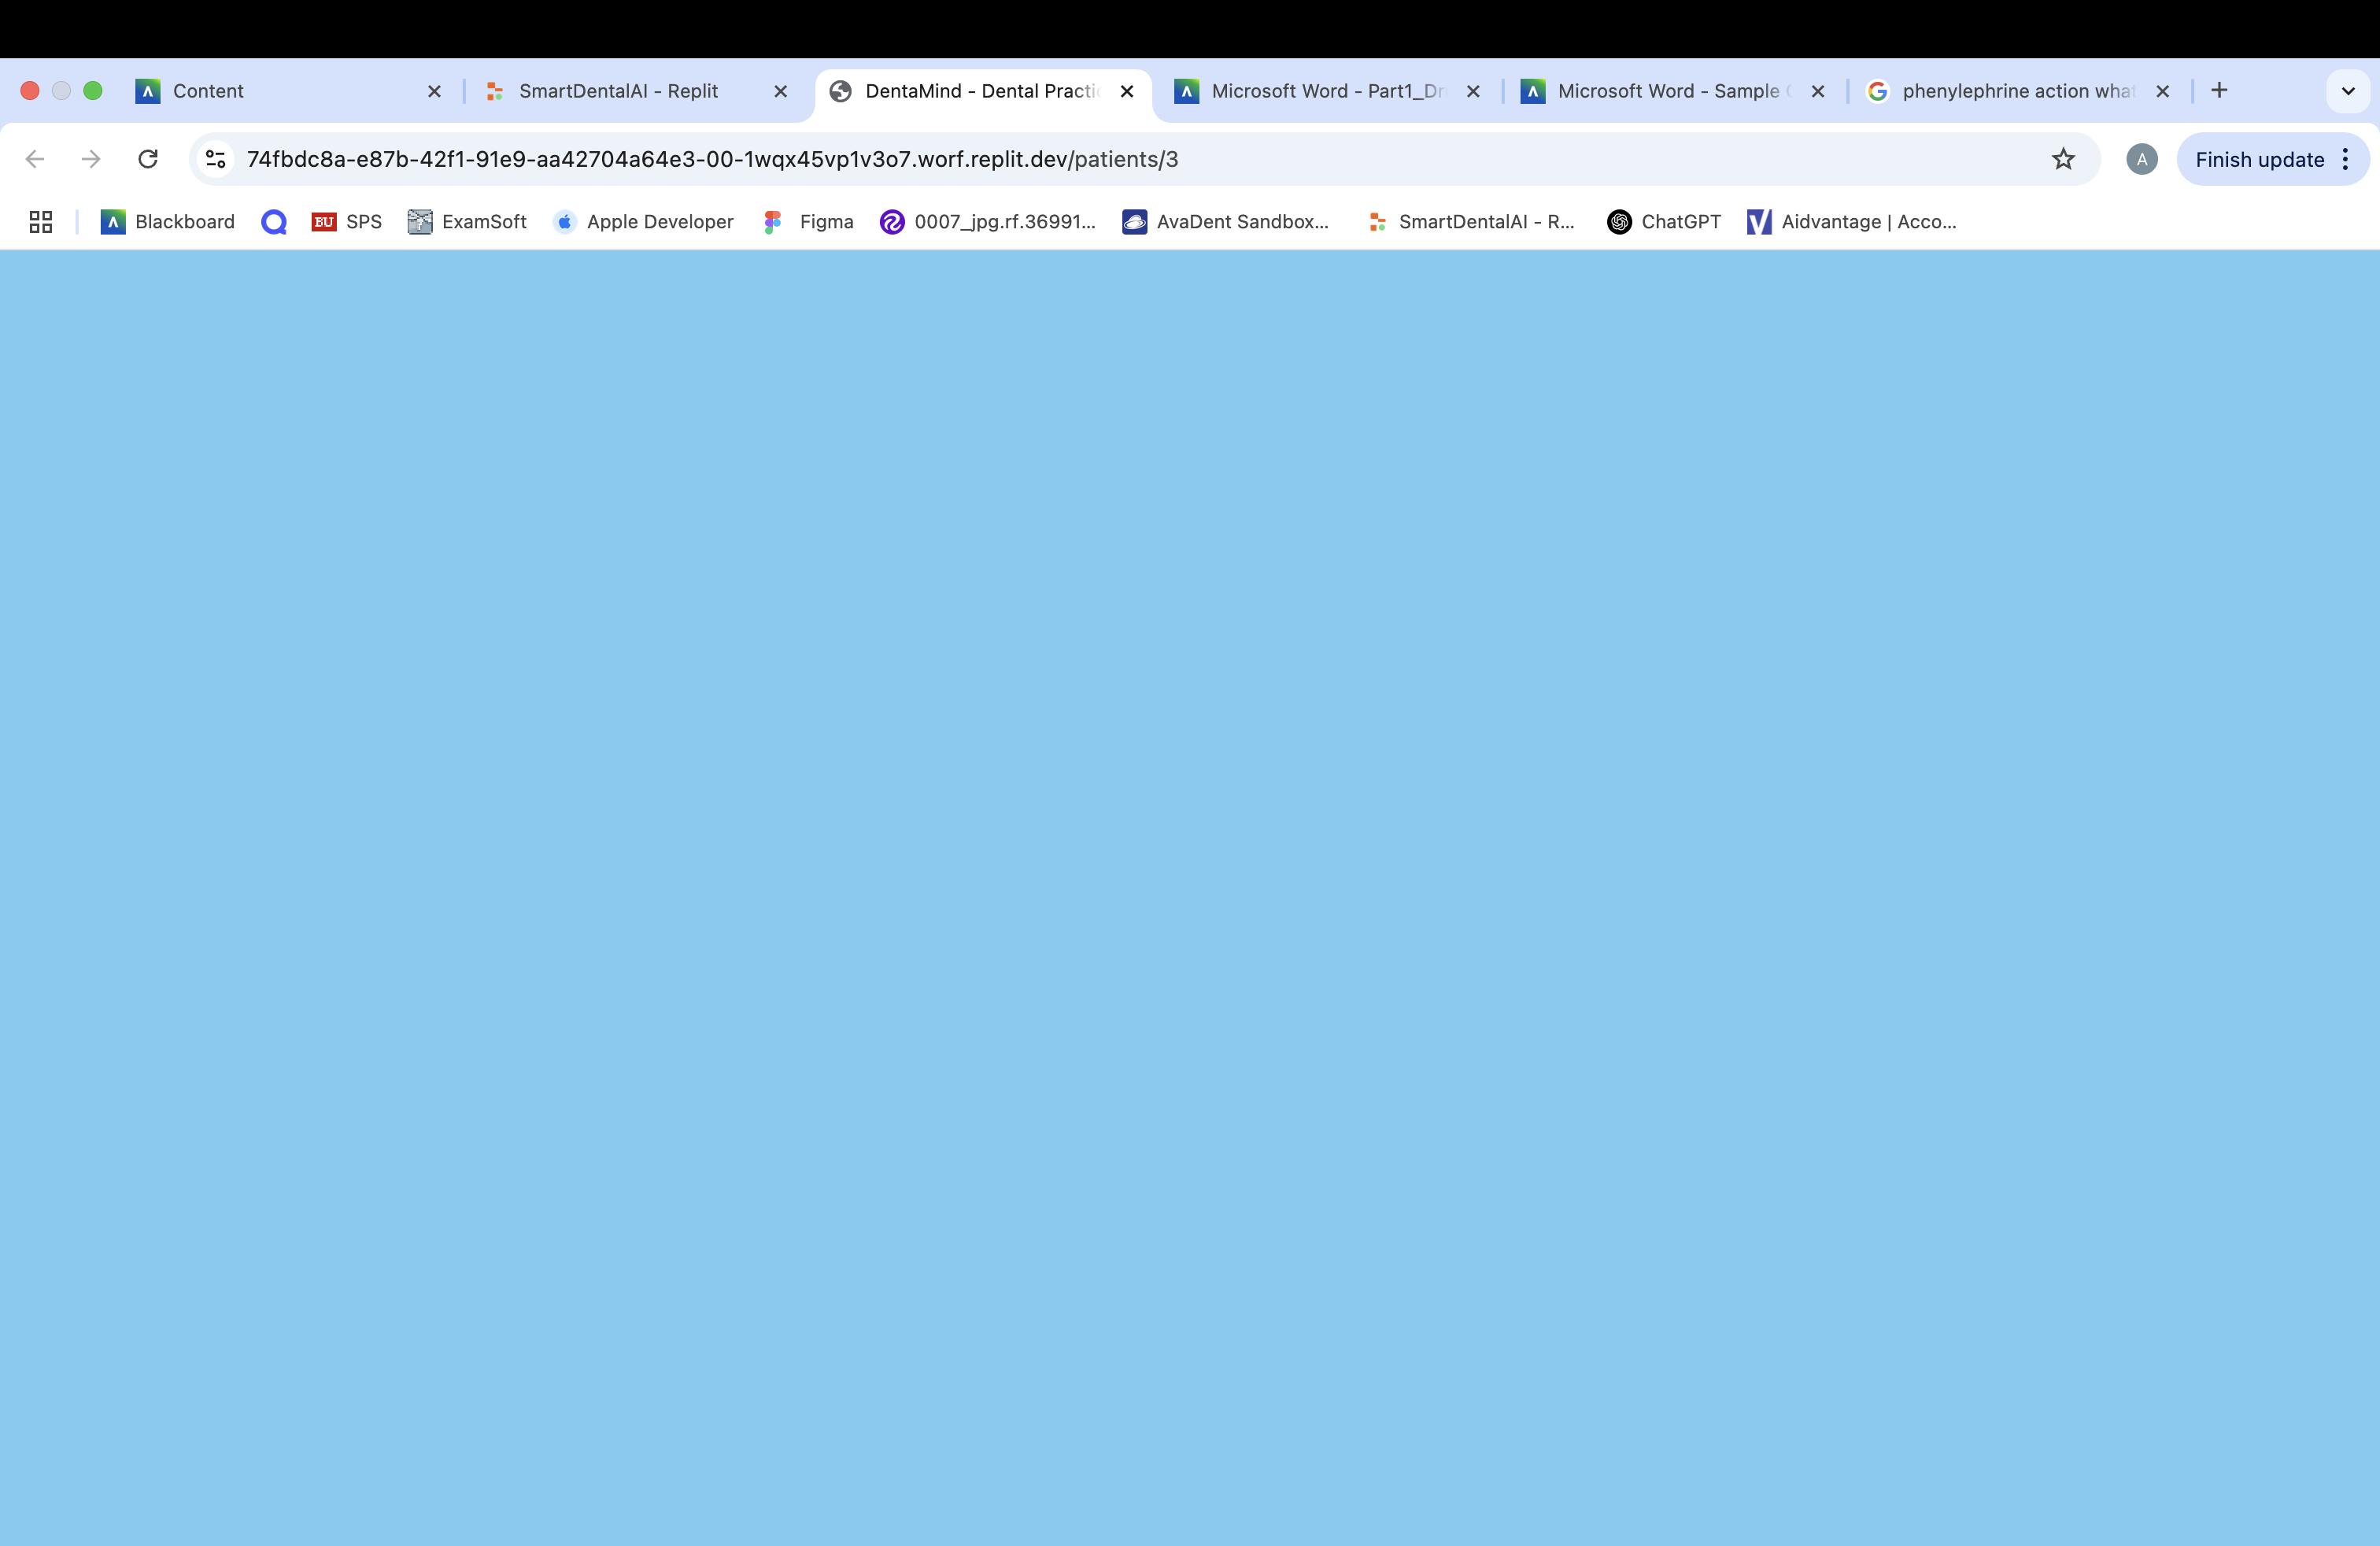 Content
SmartDentalAI - Replit
DentaMind - Dental Practi
Microsoft Word - Part1_Dr
Microsoft Word - Sample
phenylephrine action what
74fbdc8a-e87b-42f1-91e9-aa42704a64e3-00-1wqx45vp1v3o7.worf.replit.dev/patients/3
A
Finish update
Blackboard
BU
SPS
ExamSoft
Apple Developer
Figma
0007_jpg.rf.36991...
AvaDent Sandbox...
SmartDentalAI - R...
ChatGPT
Aidvantage | Acco...